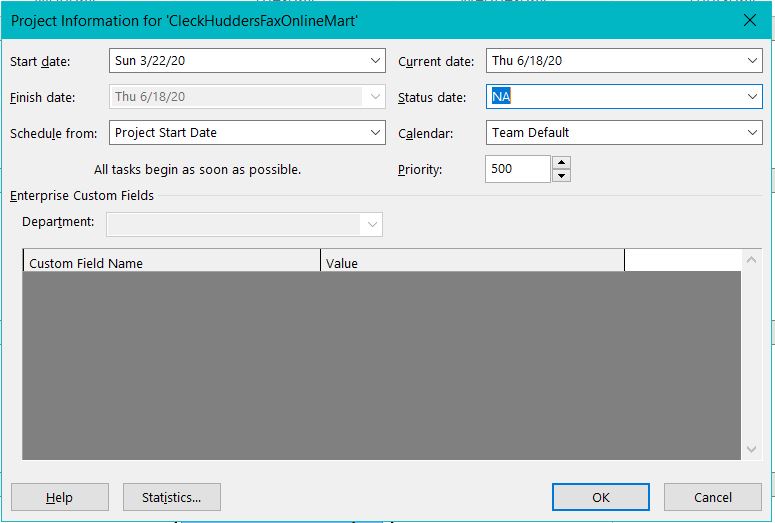 Project Information for 'CleckHuddersFaxOnlineMart'
Start date: Sun 3/22/20 Current date: Thu 6/18/20
Finish date: Thu 6/18/20 Status date: NA
Schedule from: Project Start Date Calendar: Team Default
All tasks begin as soon as possible. Priority: 500
Enterprise Custom Fields
Department:
Custom Field Name Value
Help Statistics... OK Cancel